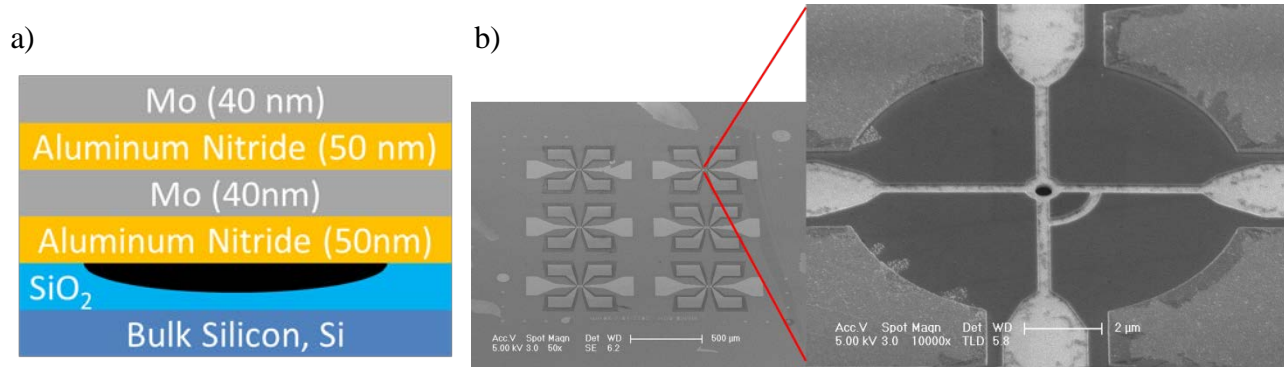 a)
Mo (40 nm)
Aluminum Nitride (50 nm)
Mo (40nm)
Aluminum Nitride (50nm)
SiO₂
Bulk Silicon, Si
b)
Acc.V Spot Magn Det WD
5.00 kV 3.0 50x SE 6.2
500 µm
Acc.V Spot Magn Det WD
5.00 kV 3.0 10000x TLD 5.8
2 µm